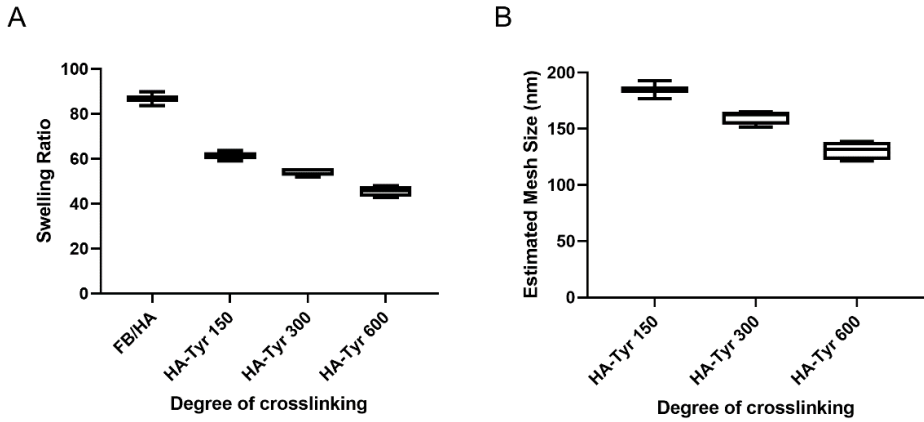 A
Swelling Ratio
100
80
60
40
20
0
FB/HA
HA-Tyr 150
HA-Tyr 300
HA-Tyr 600
Degree of crosslinking
B
Estimated Mesh Size (nm)
200
150
100
50
0
HA-Tyr 150
HA-Tyr 300
HA-Tyr 600
Degree of crosslinking